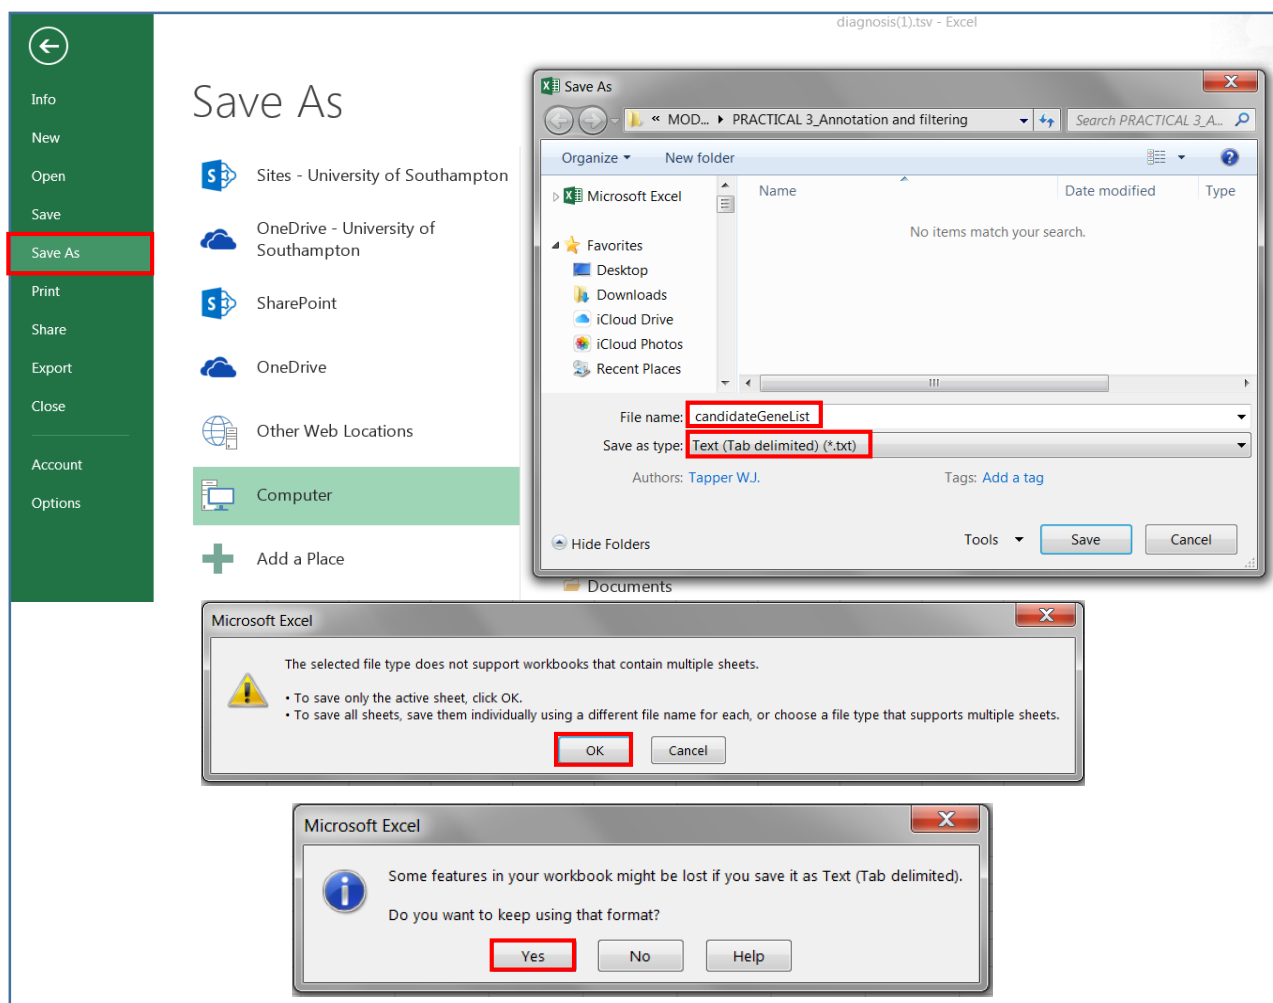 diagnosis(1).tsv - Excel
Info
New
Open
Save
Save As
Print
Share
Export
Close
Account
Options
Save As
Sites - University of Southampton
OneDrive - University of
Southampton
SharePoint
OneDrive
Other Web Locations
Computer
Add a Place
Save As
« MOD... PRACTICAL 3_Annotation and filtering
Search PRACTICAL 3_A...
Organize
New folder
Microsoft Excel
Favorites
Desktop
Downloads
iCloud Drive
iCloud Photos
Recent Places
Name
Date modified
Type
No items match your search.
File name: candidateGeneList
Save as type: Text (Tab delimited) (*.txt)
Authors: Tapper W.J.
Tags: Add a tag
Hide Folders
Tools
Save
Cancel
Documents
Microsoft Excel
The selected file type does not support workbooks that contain multiple sheets.
• To save only the active sheet, click OK.
• To save all sheets, save them individually using a different file name for each, or choose a file type that supports multiple sheets.
OK
Cancel
Microsoft Excel
Some features in your workbook might be lost if you save it as Text (Tab delimited).
Do you want to keep using that format?
Yes
No
Help